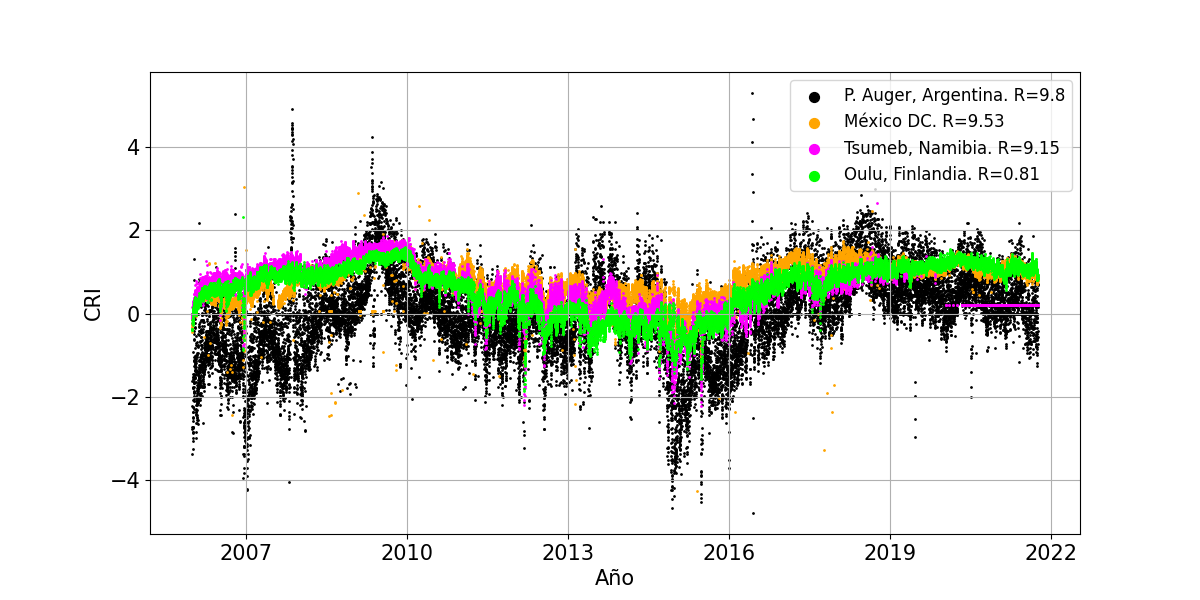 P. Auger, Argentina. R=9.8
México DC. R=9.53
Tsumeb, Namibia. R=9.15
Oulu, Finlandia. R=0.81
4
2
0
−2
−4
CRI
2007 2010 2013 2016 2019 2022
Año